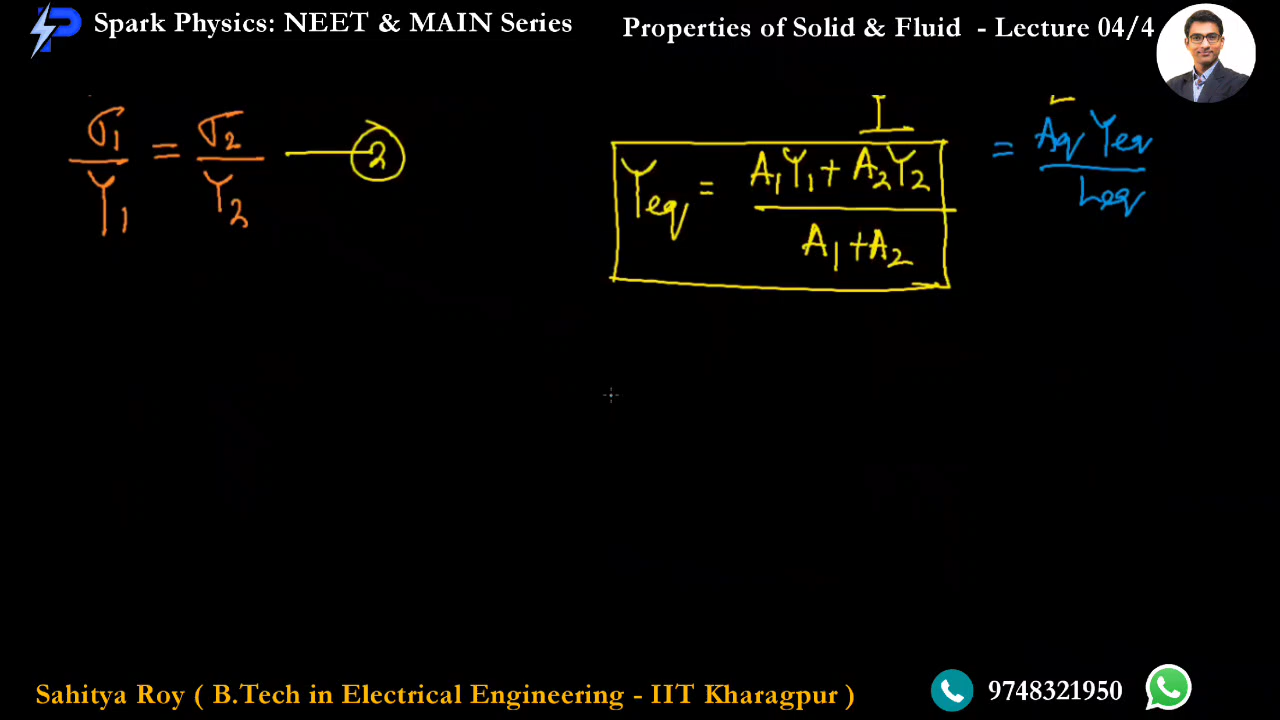 Spark Physics: NEET & MAIN Series
Properties of Solid & Fluid - Lecture 04/4
σ1/Y1 = σ2/Y2 — 2
Yeq = (A1Y1 + A2Y2)/(A1 + A2)
= Aq Yeq/Leq
Sahitya Roy ( B.Tech in Electrical Engineering - IIT Kharagpur )
9748321950